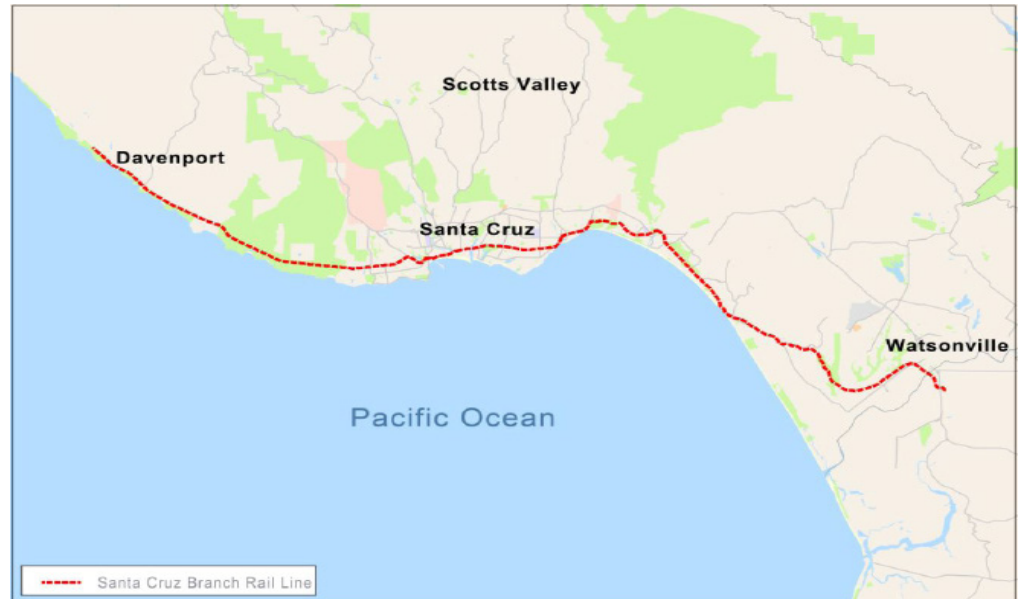 Scotts Valley
Davenport
Santa Cruz
Watsonville
Pacific Ocean
Santa Cruz Branch Rail Line